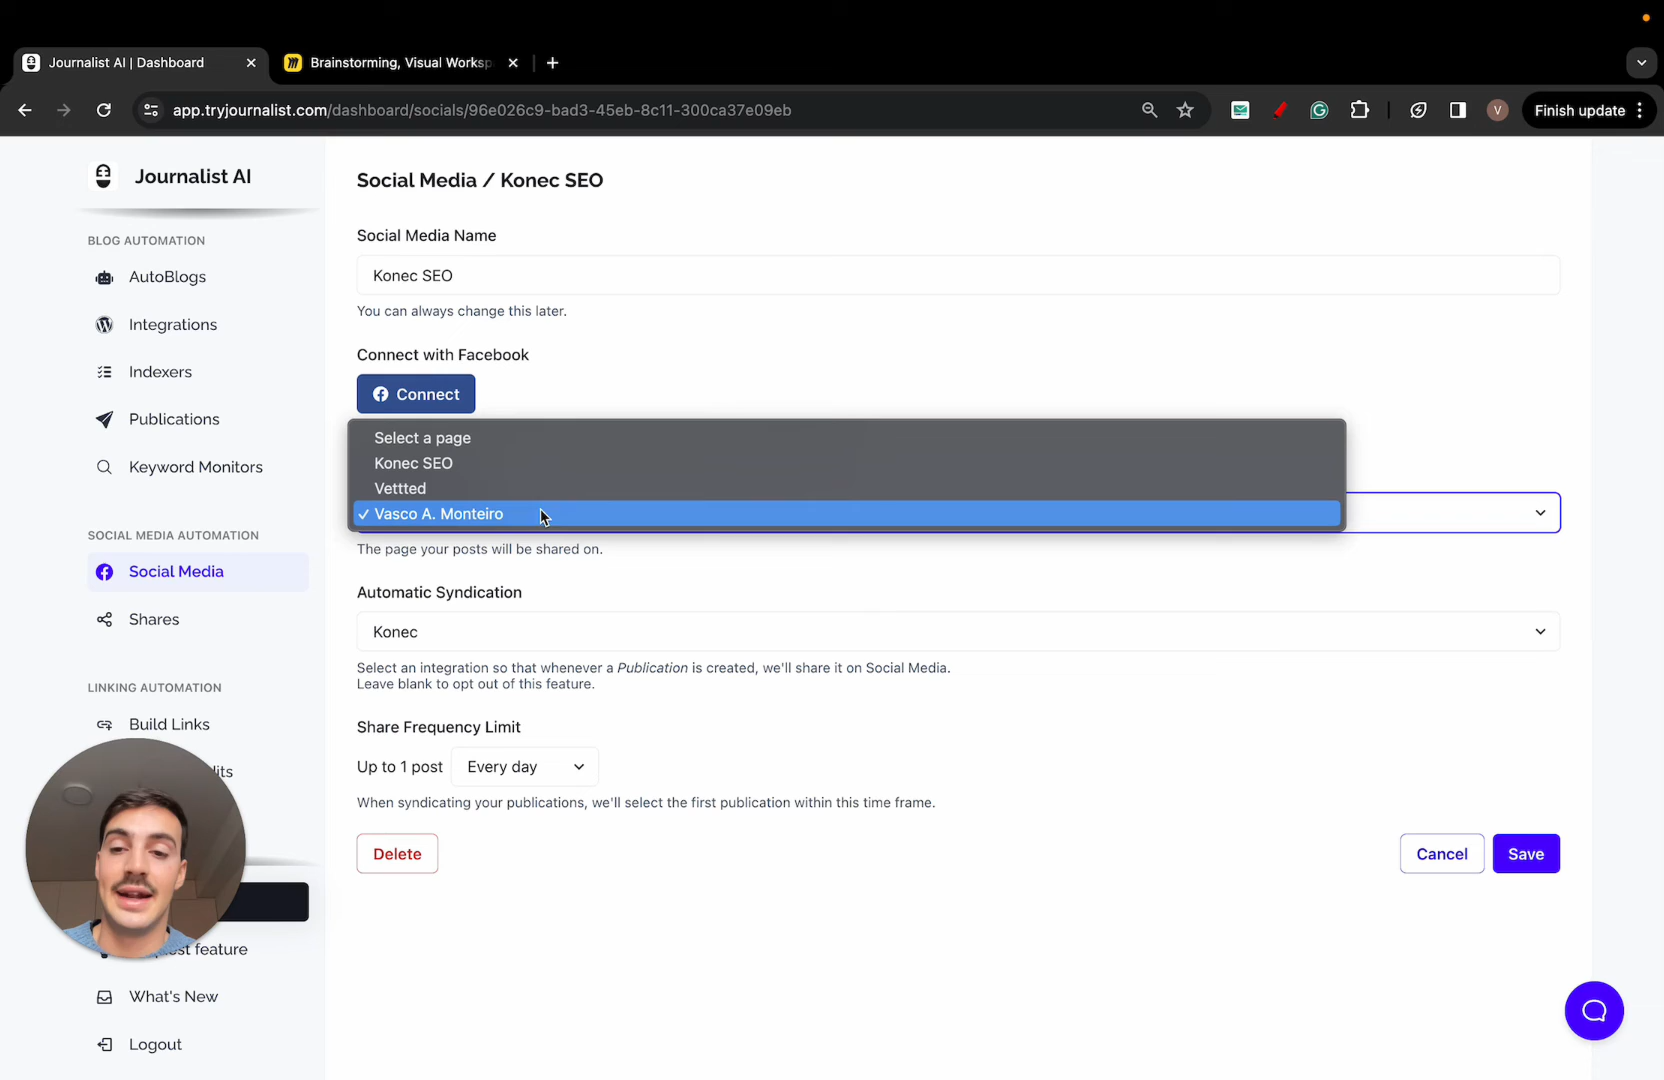 Journalist AI | Dashboard
Brainstorming, Visual Worksp
app.tryjournalist.com/dashboard/socials/96e026c9-bad3-45eb-8c11-300ca37e09eb
V
Finish update
Journalist AI
BLOG AUTOMATION
AutoBlogs
Integrations
Indexers
Publications
Keyword Monitors
SOCIAL MEDIA AUTOMATION
Social Media
Shares
LINKING AUTOMATION
Build Links
What's New
Logout
Social Media / Konec SEO
Social Media Name
Konec SEO
You can always change this later.
Connect with Facebook
Connect
Select a page
Konec SEO
Vettted
✓ Vasco A. Monteiro
The page your posts will be shared on.
Automatic Syndication
Konec
Select an integration so that whenever a Publication is created, we'll share it on Social Media.
Leave blank to opt out of this feature.
Share Frequency Limit
Up to 1 post Every day
When syndicating your publications, we'll select the first publication within this time frame.
Delete
Cancel
Save
feature